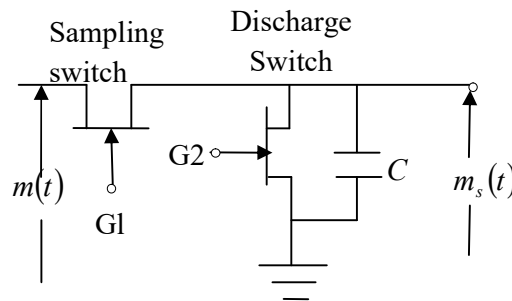 Sampling
switch
Discharge
Switch
G2
C
m(t)
m_s(t)
Gl